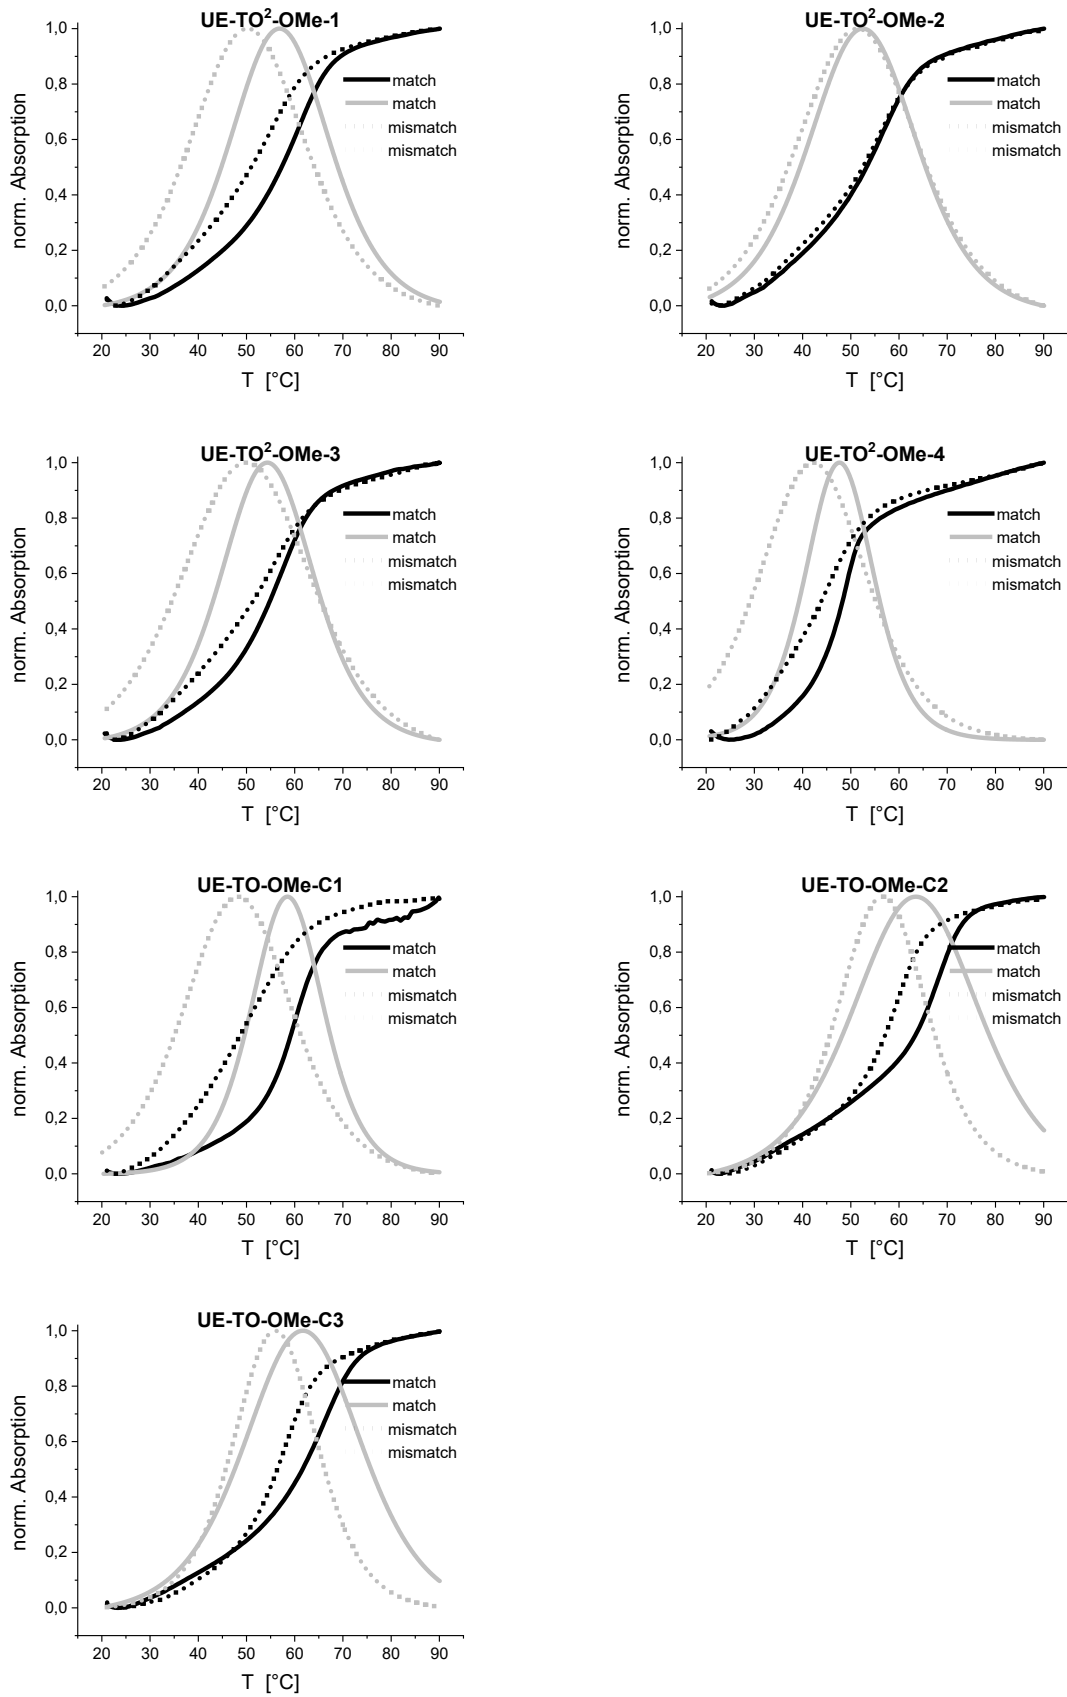 UE-TO²-OMe-1
1,0
0,8
0,6
0,4
0,2
0,0
norm. Absorption
match
match
mismatch
mismatch
20 30 40 50 60 70 80 90
T [°C]
UE-TO²-OMe-2
1,0
0,8
0,6
0,4
0,2
0,0
norm. Absorption
match
match
mismatch
mismatch
20 30 40 50 60 70 80 90
T [°C]
UE-TO²-OMe-3
1,0
0,8
0,6
0,4
0,2
0,0
norm. Absorption
match
match
mismatch
mismatch
20 30 40 50 60 70 80 90
T [°C]
UE-TO²-OMe-4
1,0
0,8
0,6
0,4
0,2
0,0
norm. Absorption
match
match
mismatch
mismatch
20 30 40 50 60 70 80 90
T [°C]
UE-TO-OMe-C1
1,0
0,8
0,6
0,4
0,2
0,0
norm. Absorption
match
match
mismatch
mismatch
20 30 40 50 60 70 80 90
T [°C]
UE-TO-OMe-C2
1,0
0,8
0,6
0,4
0,2
0,0
norm. Absorption
match
match
mismatch
mismatch
20 30 40 50 60 70 80 90
T [°C]
UE-TO-OMe-C3
1,0
0,8
0,6
0,4
0,2
0,0
norm. Absorption
match
match
mismatch
mismatch
20 30 40 50 60 70 80 90
T [°C]